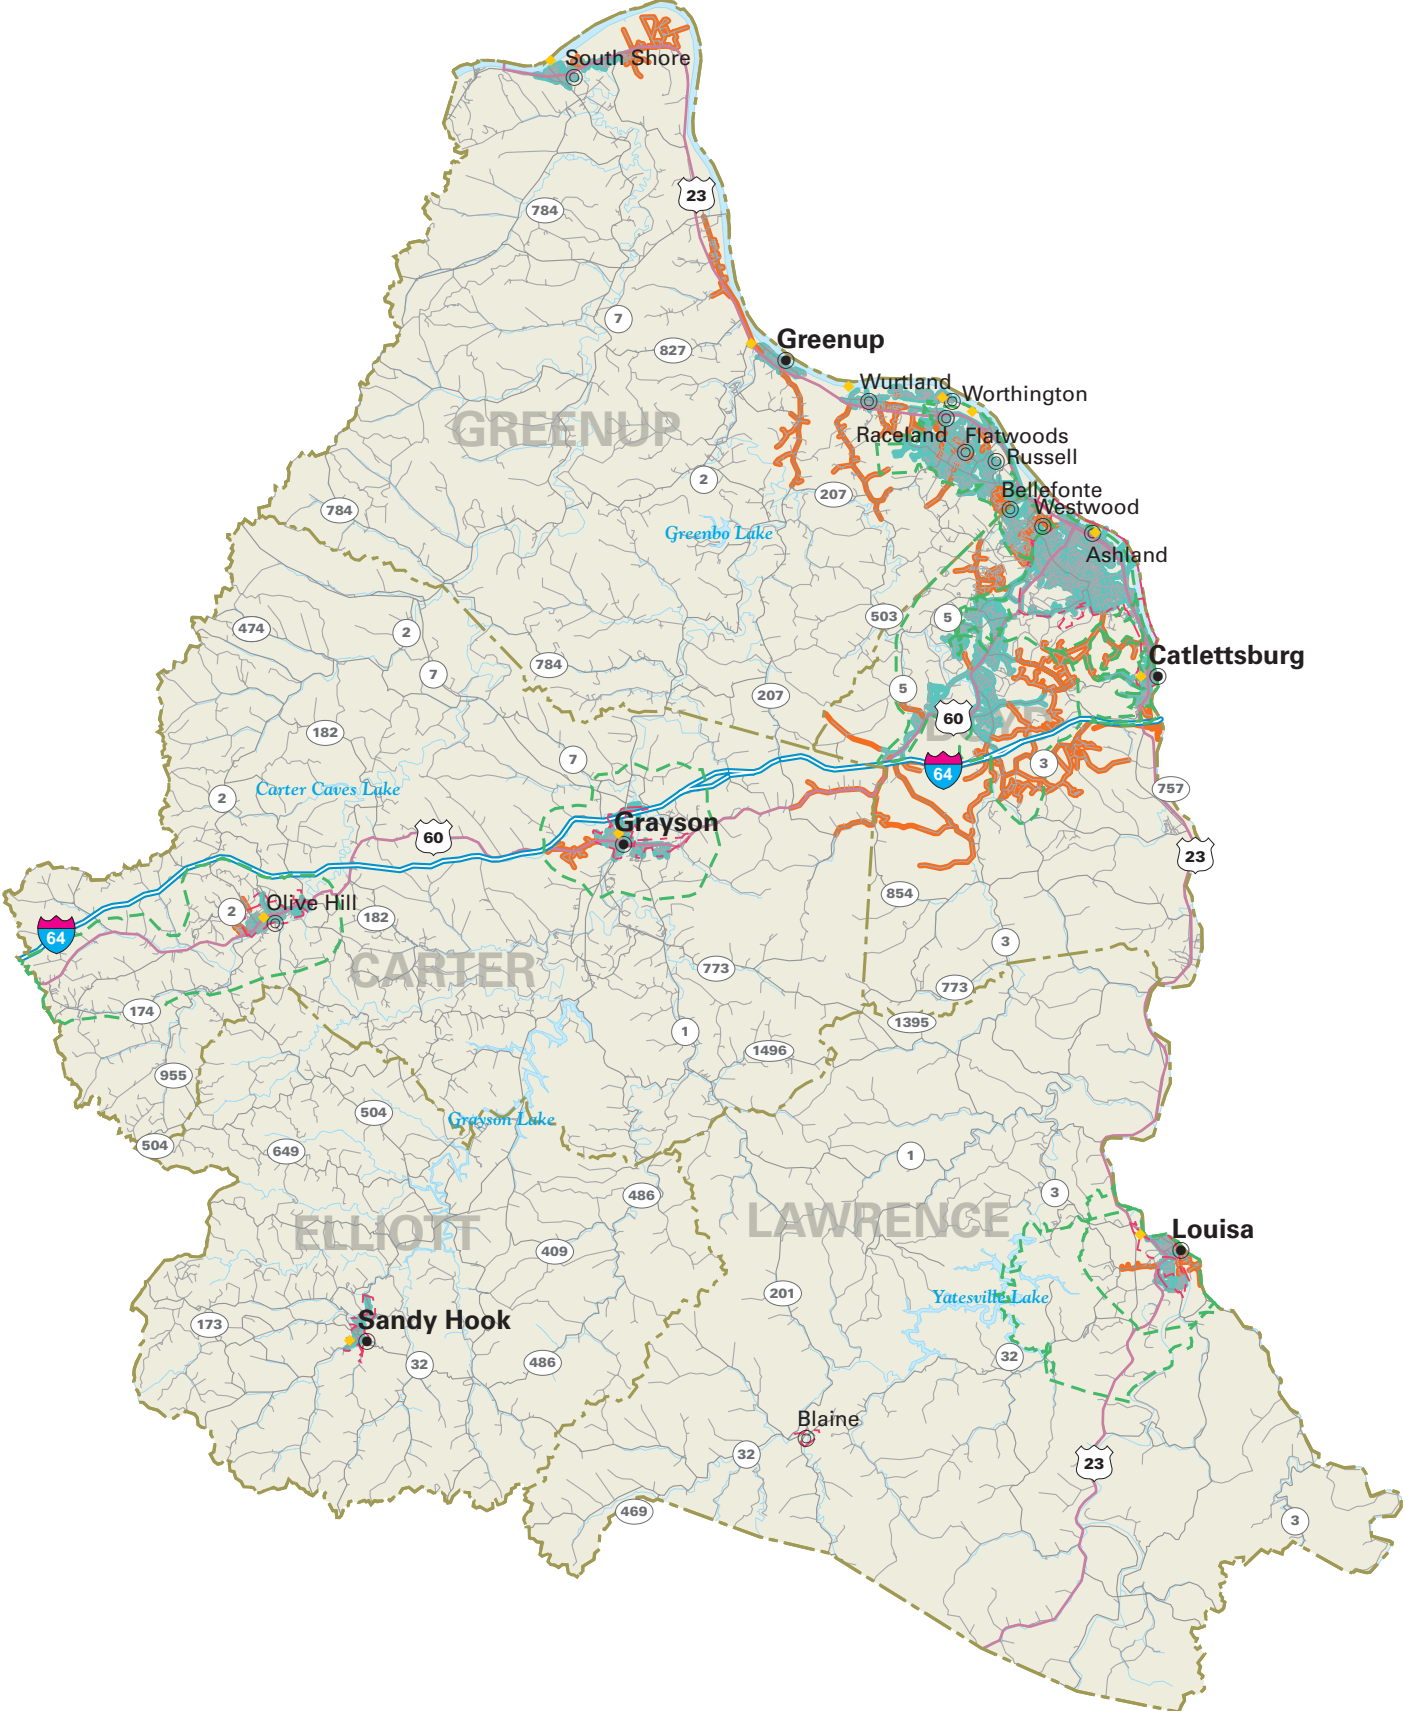 South Shore
23
784
7
827
Greenup
Wurtland
Worthington
GREENUP
Raceland
Flatwoods
Russell
2
207
Bellefonte
Westwood
784
Greenbo Lake
Ashland
503
5
474
2
784
7
Catlettsburg
5
207
60
BOYD
182
7
3
64
Carter Caves Lake
2
757
Grayson
60
23
854
Olive Hill
2
182
64
3
CARTER
773
773
174
1395
1
1496
955
504
Grayson Lake
504
649
1
486
3
LAWRENCE
ELLIOTT
Louisa
409
201
Yatesville Lake
Sandy Hook
173
32
486
32
Blaine
32
23
469
3